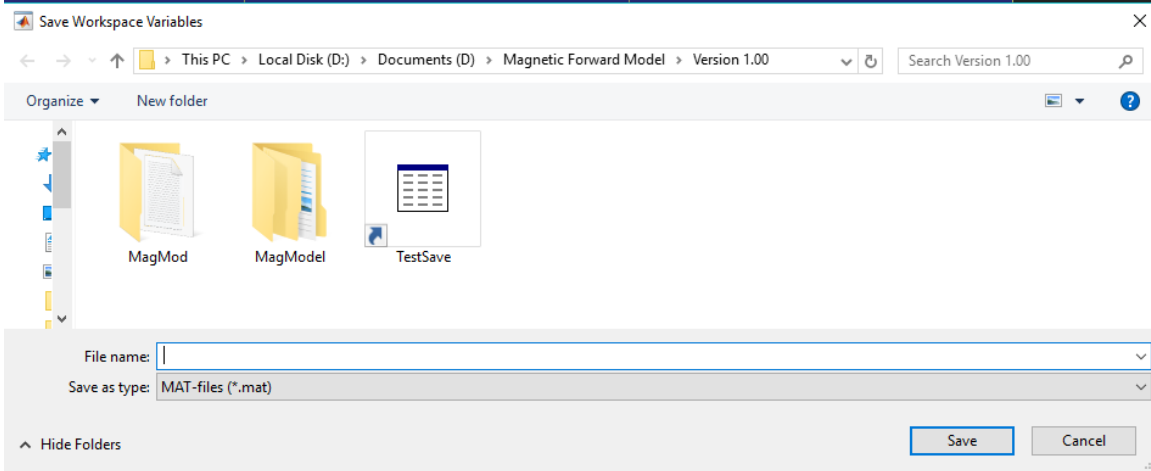 Save Workspace Variables
This PC > Local Disk (D:) > Documents (D) > Magnetic Forward Model > Version 1.00
Search Version 1.00
Organize
New folder
MagMod
MagModel
TestSave
File name:
Save as type: MAT-files (*.mat)
Hide Folders
Save
Cancel